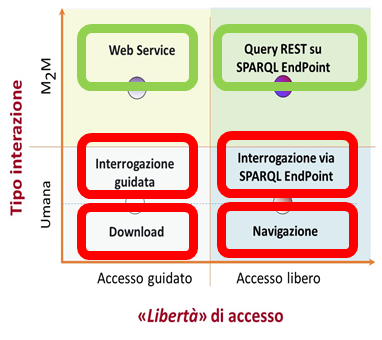 Tipo interazione
M2M
Umana
Web Service
Query REST su
SPARQL EndPoint
Interrogazione
guidata
Interrogazione via
SPARQL EndPoint
Download
Navigazione
Accesso guidato
Accesso libero
«Libertà» di accesso